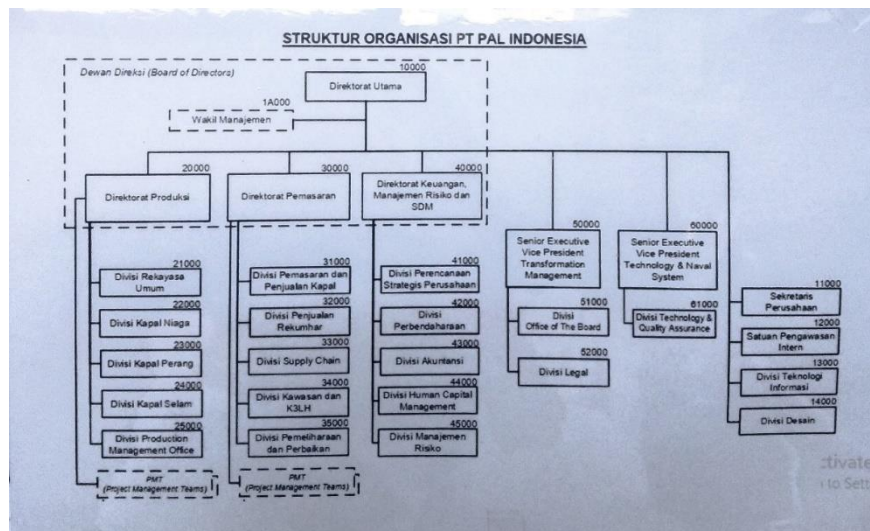 STRUKTUR ORGANISASI PT PAL INDONESIA
Dewan Direksi (Board of Directors)
10000
Direktorat Utama
1A000
Wakil Manajemen
20000
Direktorat Produksi
30000
Direktorat Pemasaran
40000
Direktorat Keuangan,
Manajemen Risiko dan
SDM
50000
Senior Executive
Vice President
Transformation
Management
60000
Senior Executive
Vice President
Technology & Naval
System
21000
Divisi Rekayasa
Umum
22000
Divisi Kapal Niaga
23000
Divisi Kapal Perang
24000
Divisi Kapal Selam
25000
Divisi Production
Management Office
PMT
(Project Management Teams)
31000
Divisi Pemasaran dan
Penjualan Kapal
32000
Divisi Penjualan
Rekumhar
33000
Divisi Supply Chain
34000
Divisi Kawasan dan
K3LH
35000
Divisi Pemeliharaan
dan Perbaikan
PMT
(Project Management Teams)
41000
Divisi Perencanaan
Strategis Perusahaan
42000
Divisi
Perbendaharaan
43000
Divisi Akuntansi
44000
Divisi Human Capital
Management
45000
Divisi Manajemen
Risiko
51000
Divisi
Office of The Board
52000
Divisi Legal
61000
Divisi Technology &
Quality Assurance
11000
Sekretaris
Perusahaan
12000
Satuan Pengawasan
Intern
13000
Divisi Teknologi
Informasi
14000
Divisi Desain
ctivate
to Sett